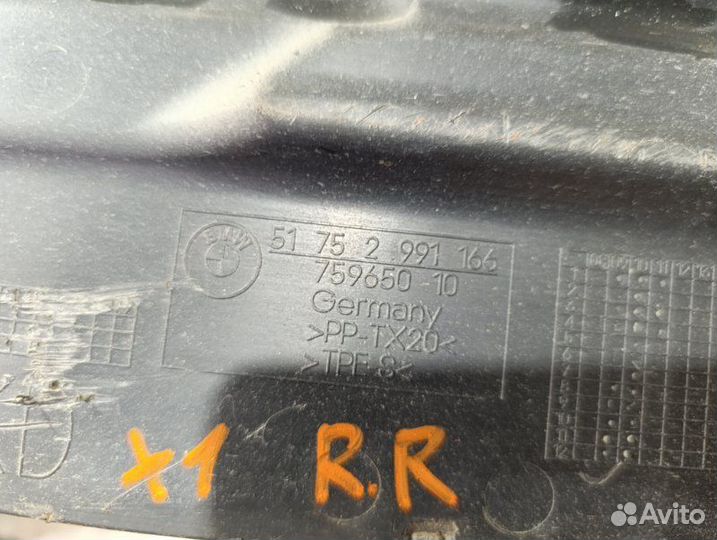 BMW
51 75 2 991 166
759650 10
Germany
>PP-TX20<
>TPE-S<
X1 R.R
Avito